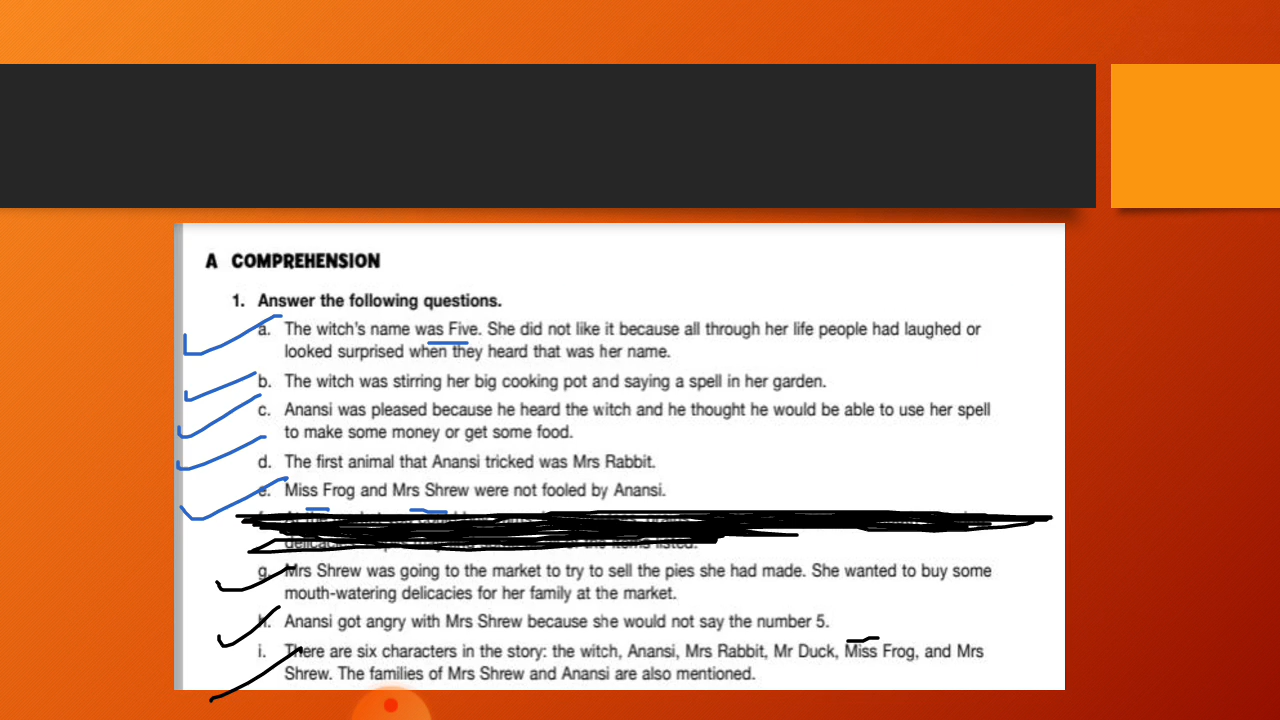 A COMPREHENSION
1. Answer the following questions.
a. The witch's name was Five. She did not like it because all through her life people had laughed or
looked surprised when they heard that was her name.
b. The witch was stirring her big cooking pot and saying a spell in her garden.
c. Anansi was pleased because he heard the witch and he thought he would be able to use her spell
to make some money or get some food.
d. The first animal that Anansi tricked was Mrs Rabbit.
e. Miss Frog and Mrs Shrew were not fooled by Anansi.
items listed.
g. Mrs Shrew was going to the market to try to sell the pies she had made. She wanted to buy some
mouth-watering delicacies for her family at the market.
h. Anansi got angry with Mrs Shrew because she would not say the number 5.
i. There are six characters in the story: the witch, Anansi, Mrs Rabbit, Mr Duck, Miss Frog, and Mrs
Shrew. The families of Mrs Shrew and Anansi are also mentioned.